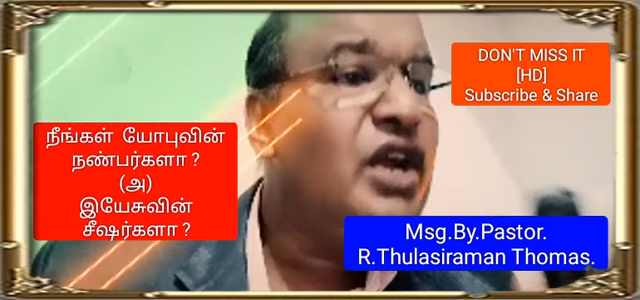 DON'T MISS IT
[HD]
Subscribe & Share
நீங்கள் யோபுவின்
நண்பர்களா ?
(அ)
இயேசுவின்
சீஷர்களா ?
Msg.By.Pastor.
R.Thulasiraman Thomas.